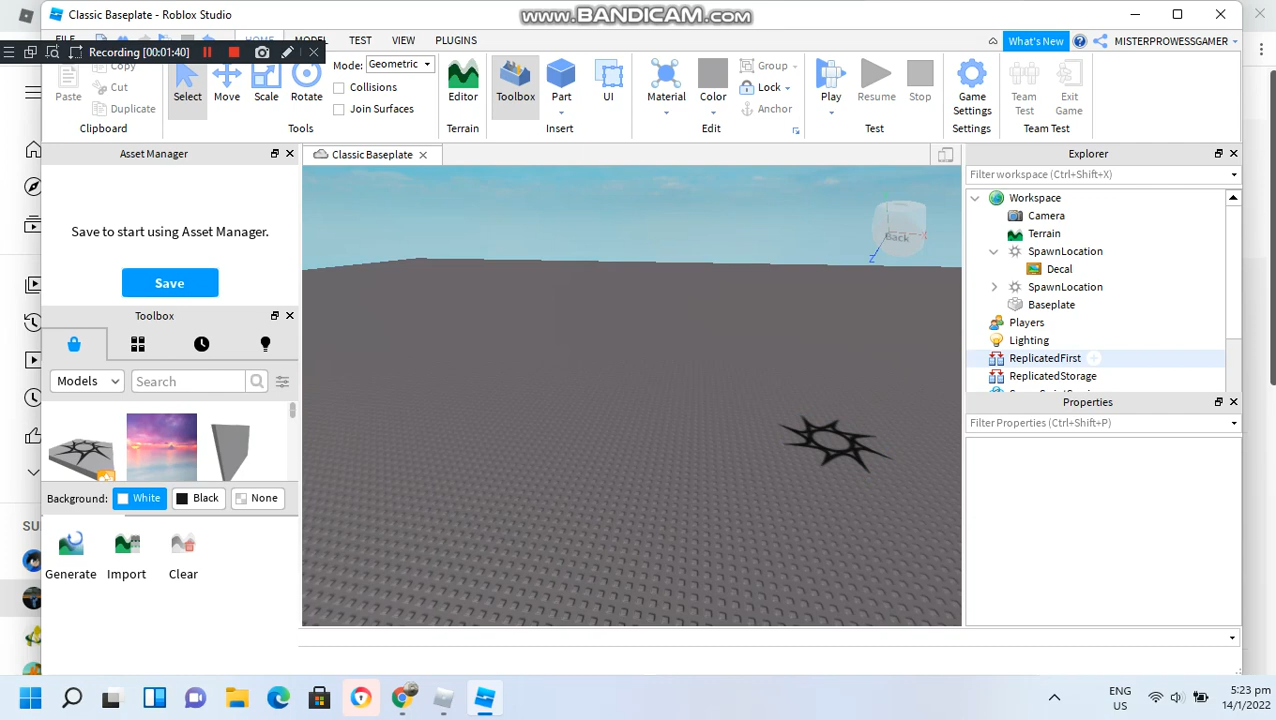 Classic Baseplate - Roblox Studio
www.BANDICAM.com
FILE HOME MODEL TEST VIEW PLUGINS
What's New
MISTERPROWESSGAMER
Recording [00:01:40]
Paste
Copy
Cut
Duplicate
Clipboard
Select
Move
Scale
Rotate
Mode: Geometric
Collisions
Join Surfaces
Tools
Editor
Terrain
Toolbox
Part
UI
Insert
Material
Color
Group
Lock
Anchor
Edit
Play
Resume
Stop
Test
Game Settings
Settings
Team Test
Exit Game
Team Test
Asset Manager
Save to start using Asset Manager.
Save
Toolbox
Models
Search
Background: White Black None
Generate
Import
Clear
Classic Baseplate
Back
X
Z
Explorer
Filter workspace (Ctrl+Shift+X)
Workspace
Camera
Terrain
SpawnLocation
Decal
SpawnLocation
Baseplate
Players
Lighting
ReplicatedFirst
ReplicatedStorage
Properties
Filter Properties (Ctrl+Shift+P)
SU
ENG
US
5:23 pm
14/1/2022